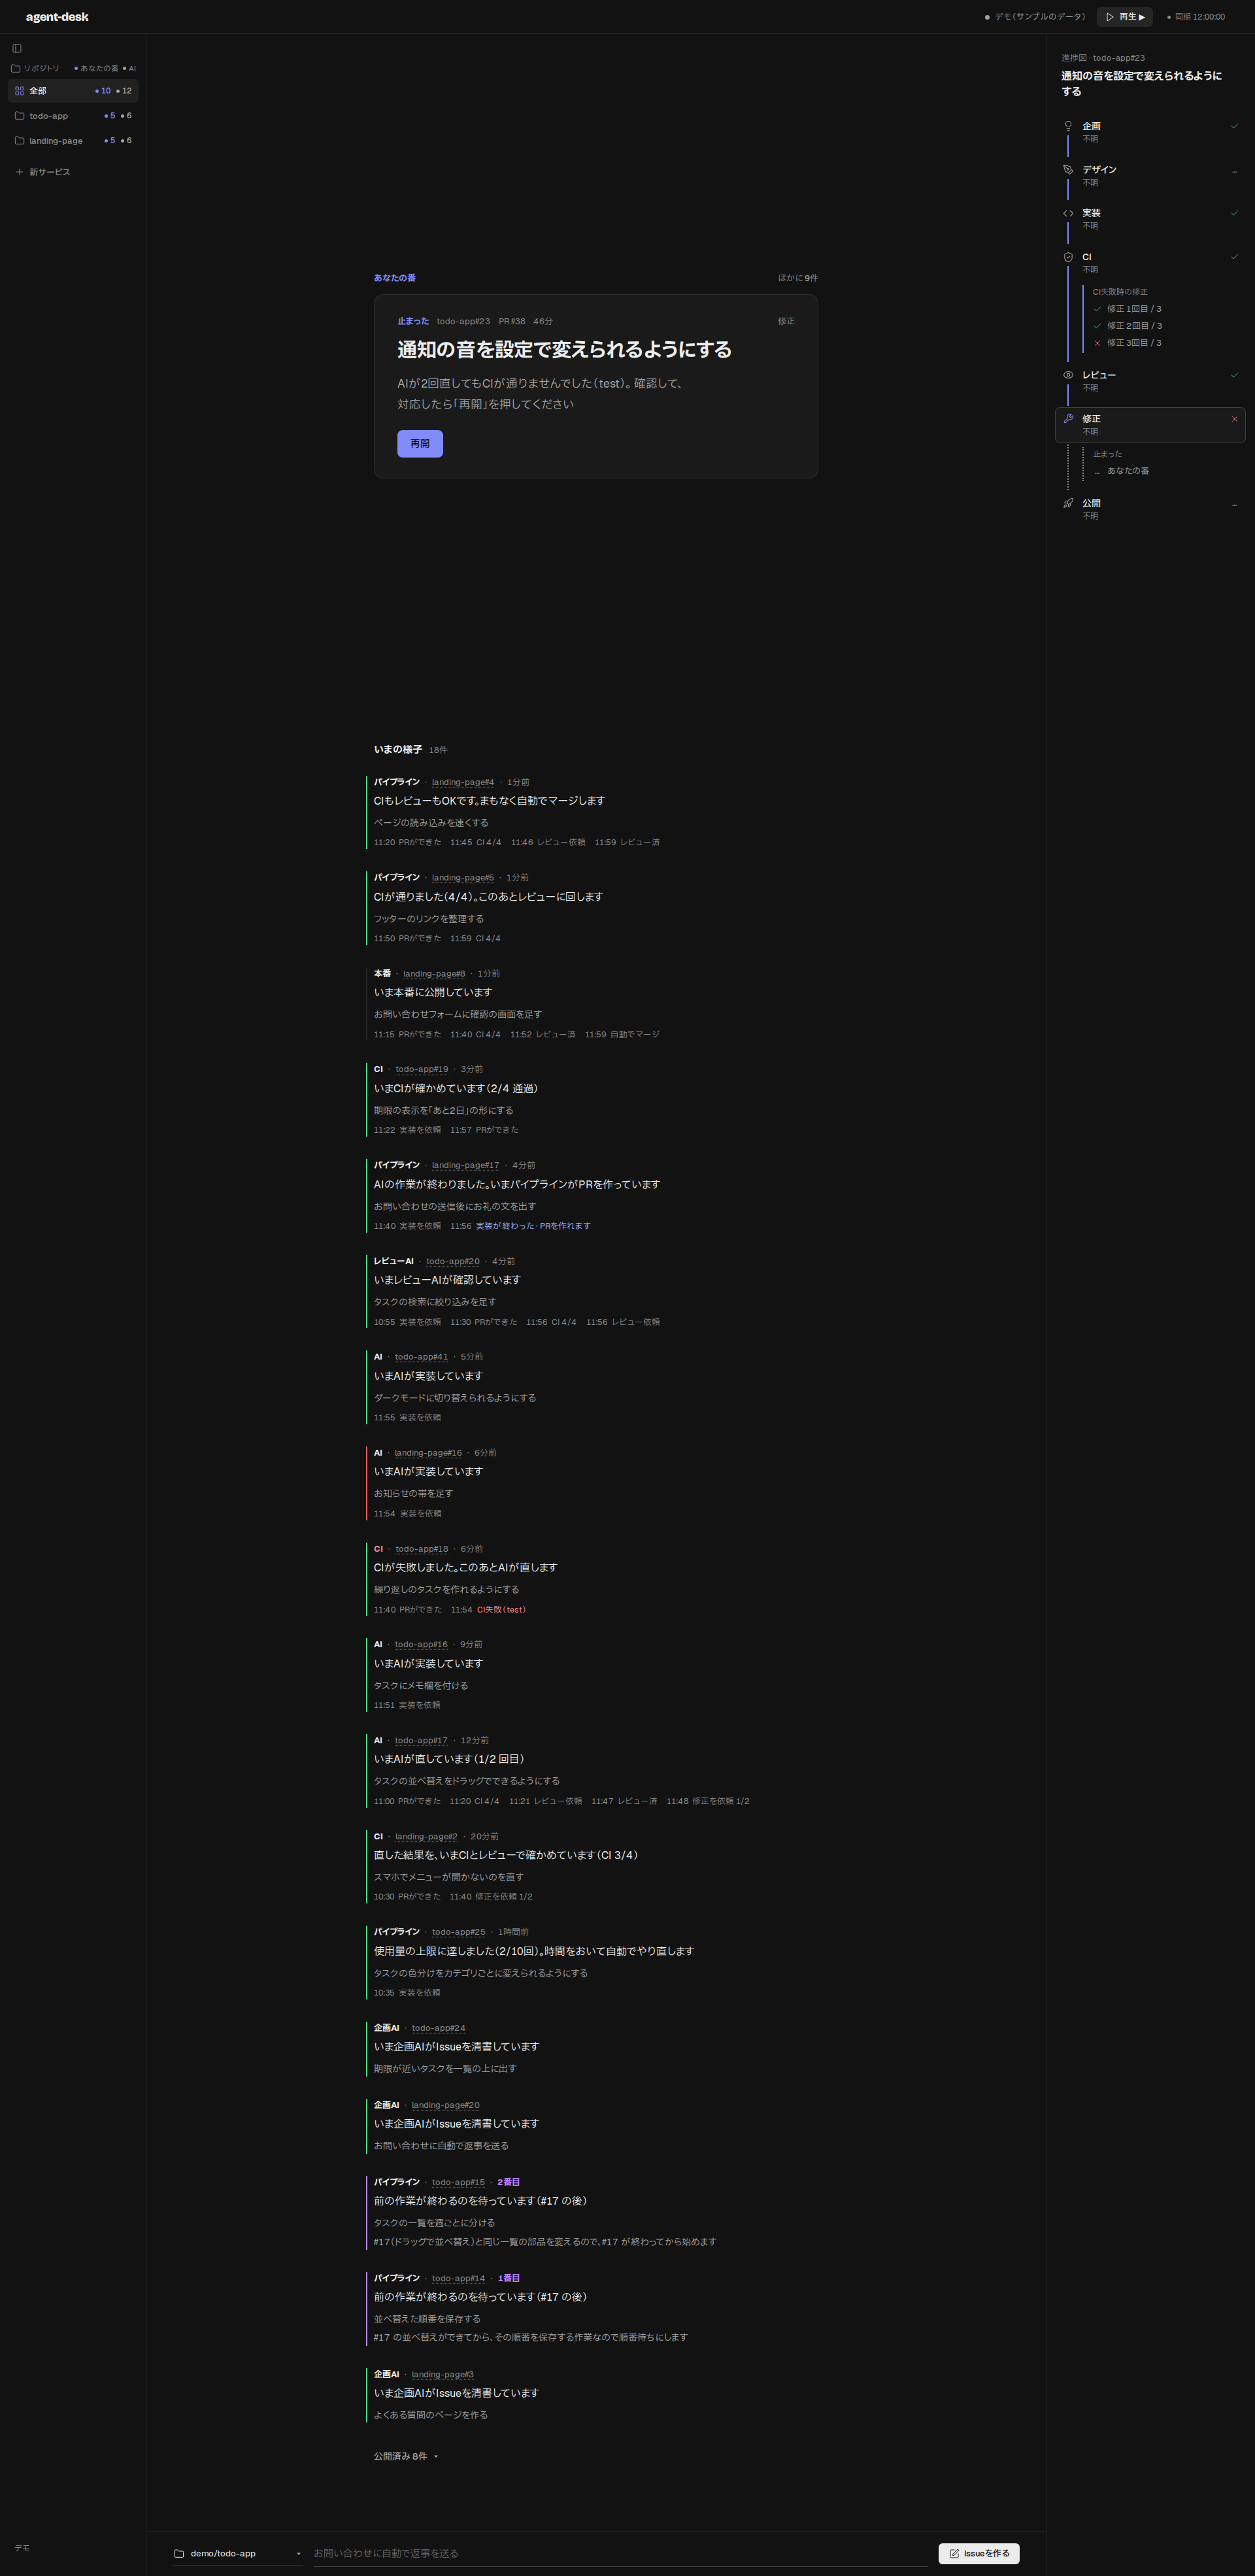 agent-desk
デモ(サンプルのデータ)
再生 ▶
同期 12:00:00
リポジトリ
あなたの番
AI
全部
10
12
todo-app
5
6
landing-page
5
6
新サービス
デモ
あなたの番
ほかに 9件
止まった todo-app#23 PR #38 46分
修正
通知の音を設定で変えられるようにする
AIが2回直してもCIが通りませんでした(test)。確認して、
対応したら「再開」を押してください
再開
いまの様子 18件
パイプライン · landing-page#4 · 1分前
CIもレビューもOKです。まもなく自動でマージします
ページの読み込みを速くする
11:20 PRができた 11:45 CI 4/4 11:46 レビュー依頼 11:59 レビュー済
パイプライン · landing-page#5 · 1分前
CIが通りました(4/4)。このあとレビューに回します
フッターのリンクを整理する
11:50 PRができた 11:59 CI 4/4
本番 · landing-page#8 · 1分前
いま本番に公開しています
お問い合わせフォームに確認の画面を足す
11:15 PRができた 11:40 CI 4/4 11:52 レビュー済 11:59 自動でマージ
CI · todo-app#19 · 3分前
いまCIが確かめています(2/4 通過)
期限の表示を「あと2日」の形にする
11:22 実装を依頼 11:57 PRができた
パイプライン · landing-page#17 · 4分前
AIの作業が終わりました。いまパイプラインがPRを作っています
お問い合わせの送信後にお礼の文を出す
11:40 実装を依頼 11:56 実装が終わった · PRを作れます
レビューAI · todo-app#20 · 4分前
いまレビューAIが確認しています
タスクの検索に絞り込みを足す
10:55 実装を依頼 11:30 PRができた 11:56 CI 4/4 11:56 レビュー依頼
AI · todo-app#41 · 5分前
いまAIが実装しています
ダークモードに切り替えられるようにする
11:55 実装を依頼
AI · landing-page#16 · 6分前
いまAIが実装しています
お知らせの帯を足す
11:54 実装を依頼
CI · todo-app#18 · 6分前
CIが失敗しました。このあとAIが直します
繰り返しのタスクを作れるようにする
11:40 PRができた 11:54 CI失敗(test)
AI · todo-app#16 · 9分前
いまAIが実装しています
タスクにメモ欄を付ける
11:51 実装を依頼
AI · todo-app#17 · 12分前
いまAIが直しています(1/2 回目)
タスクの並べ替えをドラッグでできるようにする
11:00 PRができた 11:20 CI 4/4 11:21 レビュー依頼 11:47 レビュー済 11:48 修正を依頼 1/2
CI · landing-page#2 · 20分前
直した結果を、いまCIとレビューで確かめています(CI 3/4)
スマホでメニューが開かないのを直す
10:30 PRができた 11:40 修正を依頼 1/2
パイプライン · todo-app#25 · 1時間前
使用量の上限に達しました(2/10回)。時間をおいて自動でやり直します
タスクの色分けをカテゴリごとに変えられるようにする
10:35 実装を依頼
企画AI · todo-app#24
いま企画AIがIssueを清書しています
期限が近いタスクを一覧の上に出す
企画AI · landing-page#20
いま企画AIがIssueを清書しています
お問い合わせに自動で返事を送る
パイプライン · todo-app#15 · 2番目
前の作業が終わるのを待っています(#17 の後)
タスクの一覧を週ごとに分ける
#17(ドラッグで並べ替え)と同じ一覧の部品を変えるので、#17 が終わってから始めます
パイプライン · todo-app#14 · 1番目
前の作業が終わるのを待っています(#17 の後)
並べ替えた順番を保存する
#17 の並べ替えができてから、その順番を保存する作業なので順番待ちにします
企画AI · landing-page#3
いま企画AIがIssueを清書しています
よくある質問のページを作る
公開済み 8件
demo/todo-app
お問い合わせに自動で返事を送る
Issueを作る
進捗図 · todo-app#23
通知の音を設定で変えられるように
する
企画
不明
デザイン
不明
実装
不明
CI
不明
CI失敗時の修正
修正 1回目 / 3
修正 2回目 / 3
修正 3回目 / 3
レビュー
不明
修正
不明
止まった
あなたの番
公開
不明